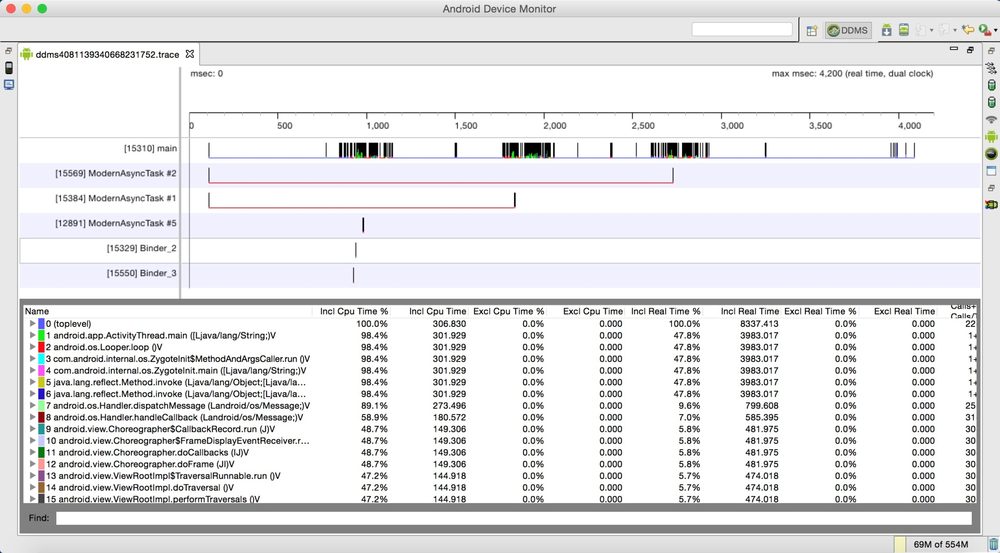 Android Device Monitor
DDMS
ddms4081139340668231752.trace
msec: 0 max msec: 4,200 (real time, dual clock)
0 500 1,000 1,500 2,000 2,500 3,000 3,500 4,000
[15310] main
[15569] ModernAsyncTask #2
[15384] ModernAsyncTask #1
[12891] ModernAsyncTask #5
[15329] Binder_2
[15550] Binder_3
Name Incl Cpu Time % Incl Cpu Time Excl Cpu Time % Excl Cpu Time Incl Real Time % Incl Real Time Excl Real Time % Excl Real Time
0 (toplevel) 100.0% 306.830 0.0% 0.000 100.0% 8337.413 0.0% 0.000 22
1 android.app.ActivityThread.main ([Ljava/lang/String;)V 98.4% 301.929 0.0% 0.000 47.8% 3983.017 0.0% 0.000 1+
2 android.os.Looper.loop ()V 98.4% 301.929 0.0% 0.000 47.8% 3983.017 0.0% 0.000 1+
3 com.android.internal.os.ZygoteInit$MethodAndArgsCaller.run ()V 98.4% 301.929 0.0% 0.000 47.8% 3983.017 0.0% 0.000 1+
4 com.android.internal.os.ZygoteInit.main ([Ljava/lang/String;)V 98.4% 301.929 0.0% 0.000 47.8% 3983.017 0.0% 0.000 1+
5 java.lang.reflect.Method.invoke (Ljava/lang/Object;[Ljava/la... 98.4% 301.929 0.0% 0.000 47.8% 3983.017 0.0% 0.000 1+
6 java.lang.reflect.Method.invoke (Ljava/lang/Object;[Ljava/la... 98.4% 301.929 0.0% 0.000 47.8% 3983.017 0.0% 0.000 1+
7 android.os.Handler.dispatchMessage (Landroid/os/Message;)V 89.1% 273.496 0.0% 0.000 9.6% 799.608 0.0% 0.000 25
8 android.os.Handler.handleCallback (Landroid/os/Message;)V 58.9% 180.572 0.0% 0.000 7.0% 585.395 0.0% 0.000 31
9 android.view.Choreographer$CallbackRecord.run (J)V 48.7% 149.306 0.0% 0.000 5.8% 481.975 0.0% 0.000 30
10 android.view.Choreographer$FrameDisplayEventReceiver.r... 48.7% 149.306 0.0% 0.000 5.8% 481.975 0.0% 0.000 30
11 android.view.Choreographer.doCallbacks (IJ)V 48.7% 149.306 0.0% 0.000 5.8% 481.975 0.0% 0.000 30
12 android.view.Choreographer.doFrame (JI)V 48.7% 149.306 0.0% 0.000 5.8% 481.975 0.0% 0.000 30
13 android.view.ViewRootImpl$TraversalRunnable.run ()V 47.2% 144.918 0.0% 0.000 5.7% 474.018 0.0% 0.000 30
14 android.view.ViewRootImpl.doTraversal ()V 47.2% 144.918 0.0% 0.000 5.7% 474.018 0.0% 0.000 30
15 android.view.ViewRootImpl.performTraversals ()V 47.2% 144.918 0.0% 0.000 5.7% 474.018 0.0% 0.000 30
Find:
69M of 554M